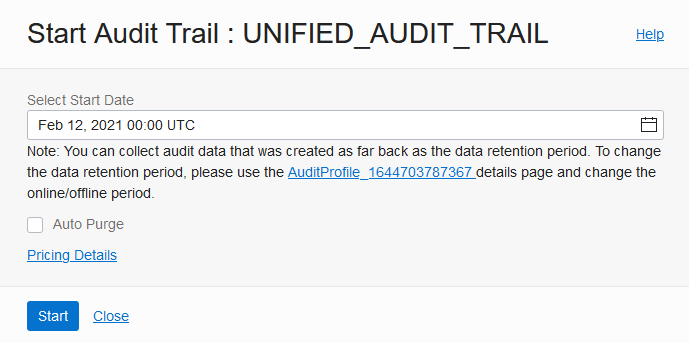 Start Audit Trail : UNIFIED_AUDIT_TRAIL
Help
Select Start Date
Feb 12, 2021 00:00 UTC
Note: You can collect audit data that was created as far back as the data retention period. To change
the data retention period, please use the AuditProfile_1644703787367 details page and change the
online/offline period.
Auto Purge
Pricing Details
Start
Close